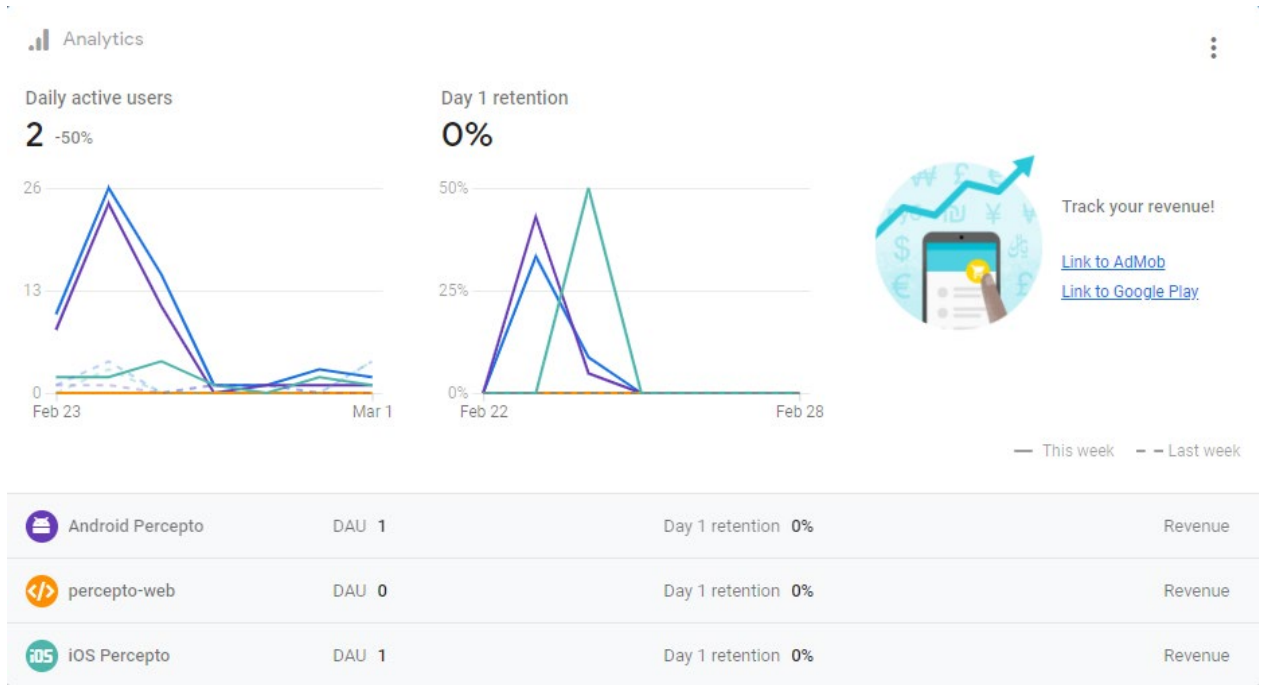 Analytics
Daily active users
2 -50%
26
13
0
Feb 23 Mar 1
Day 1 retention
0%
50%
25%
0%
Feb 22 Feb 28
Track your revenue!
Link to AdMob
Link to Google Play
This week Last week
Android Percepto DAU 1 Day 1 retention 0% Revenue
percepto-web DAU 0 Day 1 retention 0% Revenue
iOS iOS Percepto DAU 1 Day 1 retention 0% Revenue